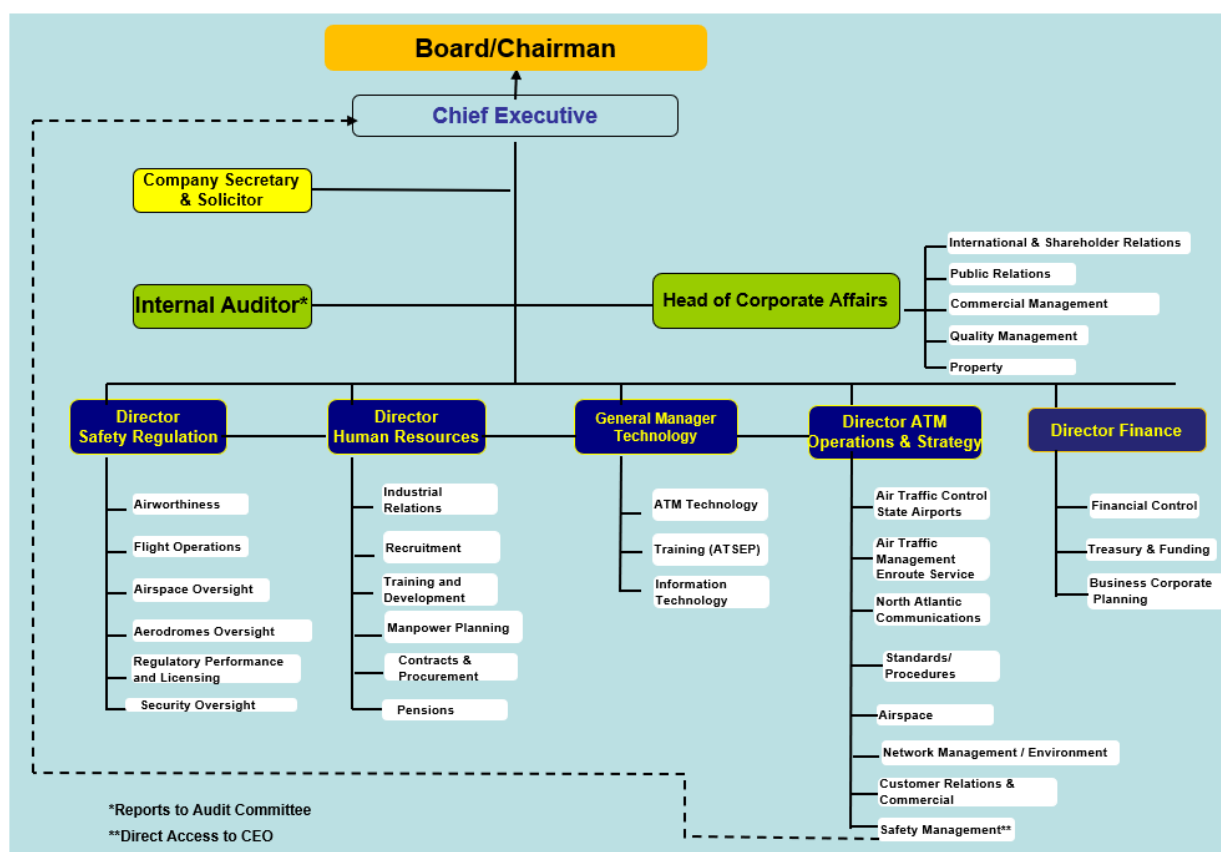 Board/Chairman
Chief Executive
Company Secretary
& Solicitor
Internal Auditor*
Head of Corporate Affairs
International & Shareholder Relations
Public Relations
Commercial Management
Quality Management
Property
Director
Safety Regulation
Airworthiness
Flight Operations
Airspace Oversight
Aerodromes Oversight
Regulatory Performance
and Licensing
Security Oversight
Director
Human Resources
Industrial
Relations
Recruitment
Training and
Development
Manpower Planning
Contracts &
Procurement
Pensions
General Manager
Technology
ATM Technology
Training (ATSEP)
Information
Technology
Director ATM
Operations & Strategy
Air Traffic Control
State Airports
Air Traffic
Management
Enroute Service
North Atlantic
Communications
Standards/
Procedures
Airspace
Network Management / Environment
Customer Relations &
Commercial
Safety Management**
Director Finance
Financial Control
Treasury & Funding
Business Corporate
Planning
*Reports to Audit Committee
**Direct Access to CEO